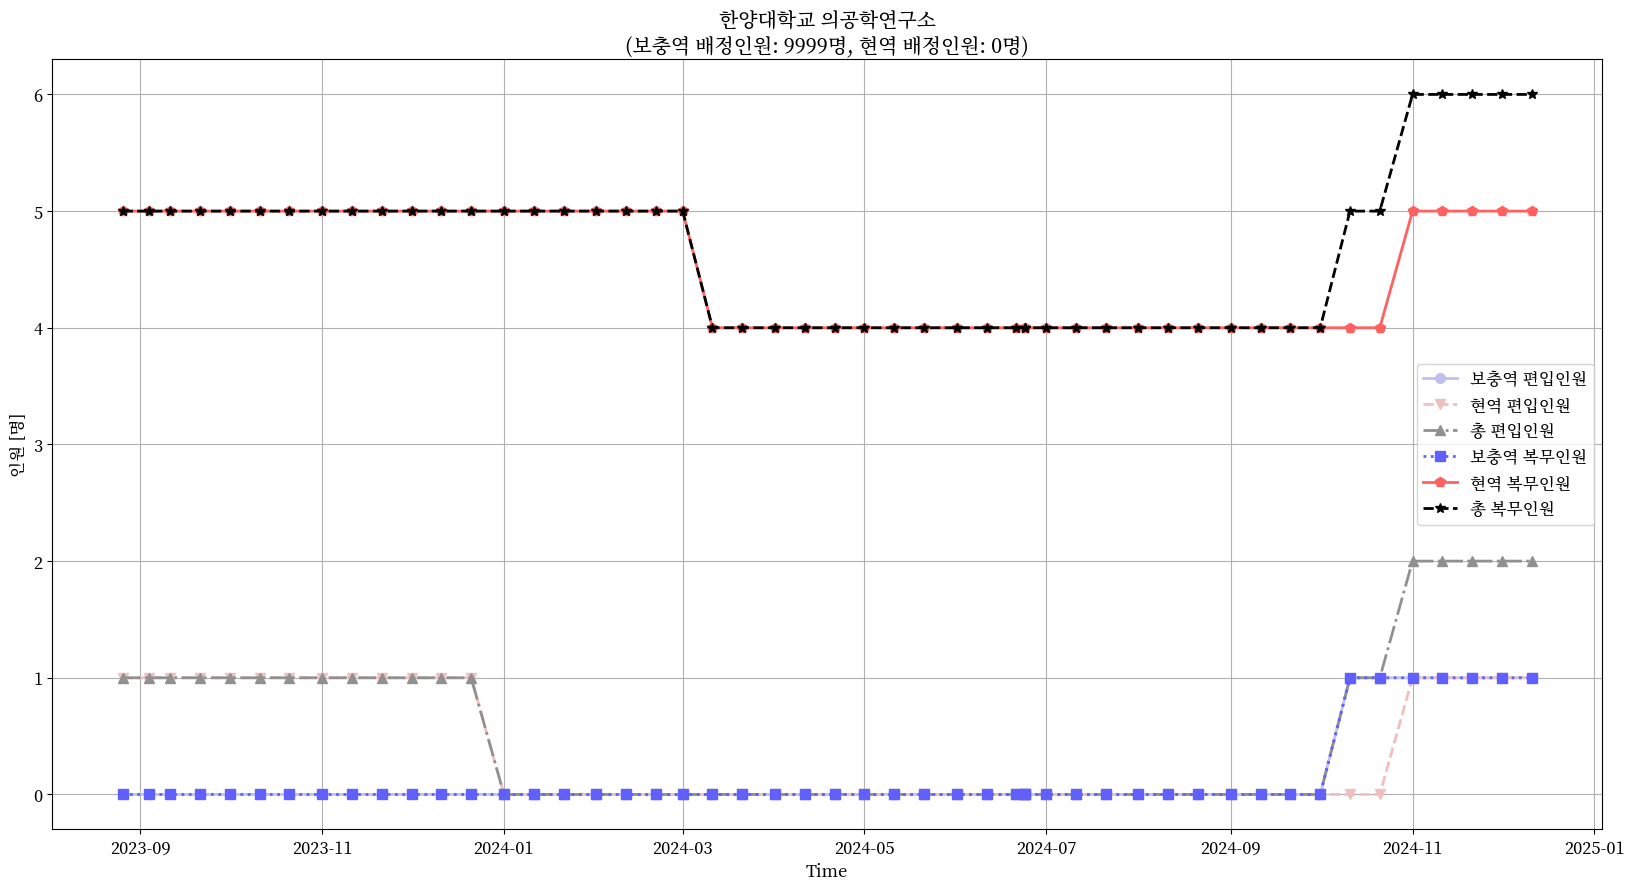 한양대학교 의공학연구소
(보충역 배정인원: 9999명, 현역 배정인원: 0명)
인원 [명]
6
5
4
3
2
1
0
보충역 편입인원
현역 편입인원
총 편입인원
보충역 복무인원
현역 복무인원
총 복무인원
2023-09
2023-11
2024-01
2024-03
2024-05
2024-07
2024-09
2024-11
2025-01
Time